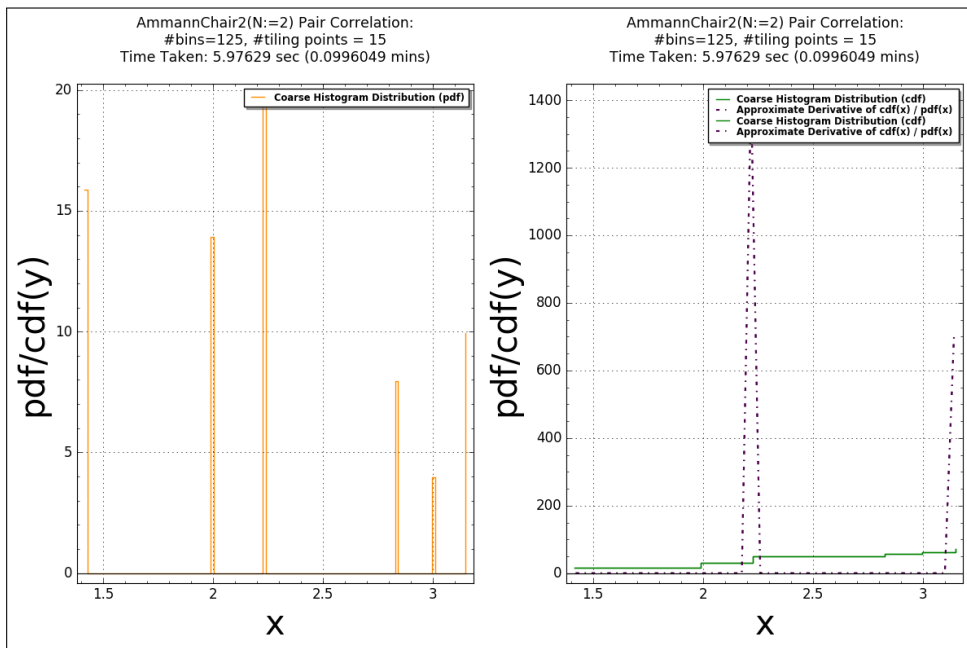 AmmannChair2(N:=2) Pair Correlation:
#bins=125, #tiling points = 15
Time Taken: 5.97629 sec (0.0996049 mins)
Coarse Histogram Distribution (pdf)
20
15
10
5
0
pdf/cdf(y)
1.5 2 2.5 3
x
AmmannChair2(N:=2) Pair Correlation:
#bins=125, #tiling points = 15
Time Taken: 5.97629 sec (0.0996049 mins)
Coarse Histogram Distribution (cdf)
Approximate Derivative of cdf(x) / pdf(x)
Coarse Histogram Distribution (cdf)
Approximate Derivative of cdf(x) / pdf(x)
1400
1200
1000
800
600
400
200
0
pdf/cdf(y)
1.5 2 2.5 3
x